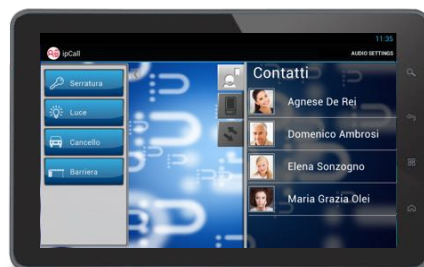 11:35
ipCall
AUDIO SETTINGS
Serratura
Luce
Cancello
Barriera
Contatti
Agnese De Rei
Domenico Ambrosi
Elena Sonzogno
Maria Grazia Olei